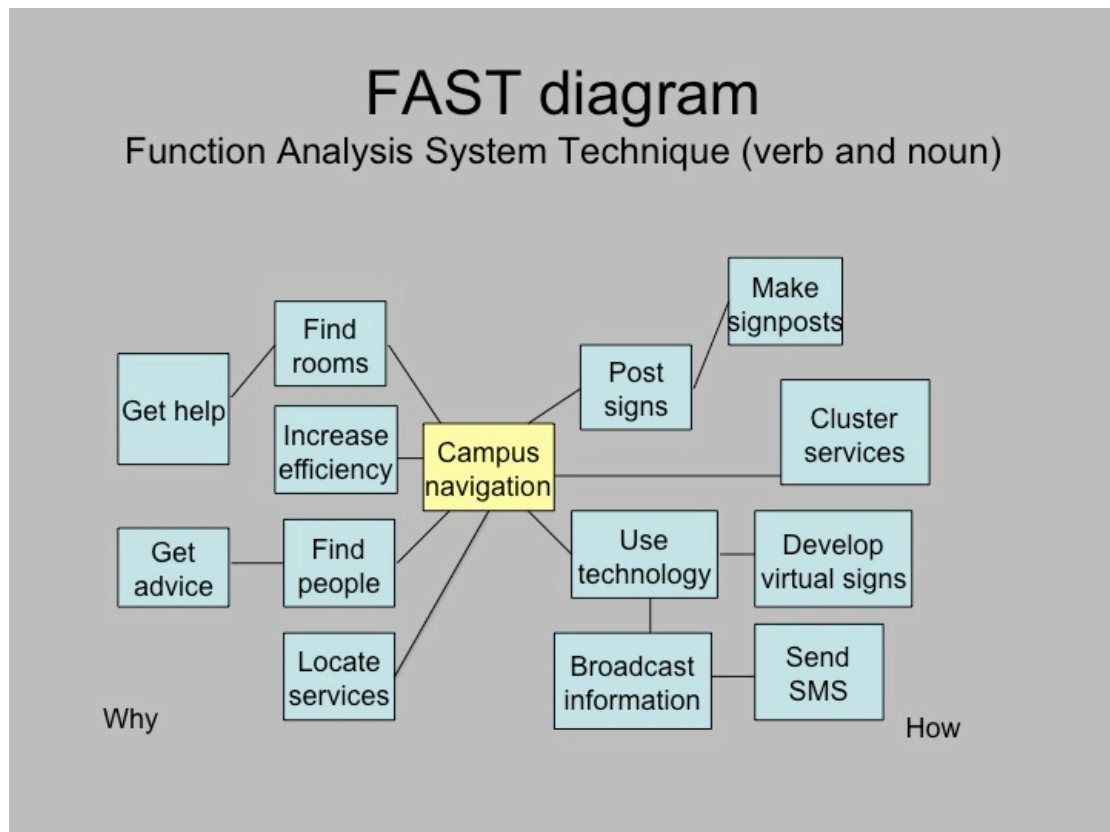 FAST diagram
Function Analysis System Technique (verb and noun)
Get help
Find
rooms
Increase
efficiency
Get
advice
Find
people
Locate
services
Campus
navigation
Post
signs
Make
signposts
Cluster
services
Use
technology
Develop
virtual signs
Broadcast
information
Send
SMS
Why
How